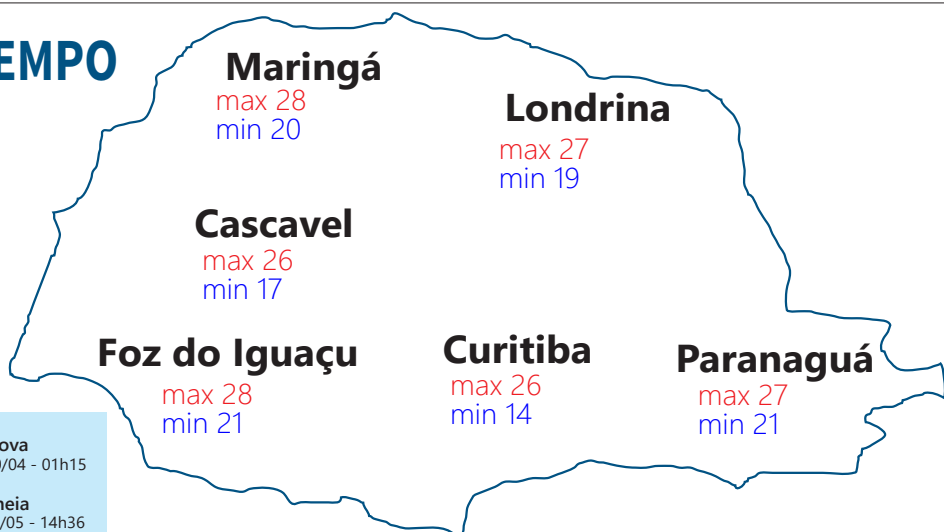 EMPO
Maringá
max 28
min 20
Londrina
max 27
min 19
Cascavel
max 26
min 17
Foz do Iguaçu
max 28
min 21
Curitiba
max 26
min 14
Paranaguá
max 27
min 21
ova
/04 - 01h15
heia
/05 - 14h36